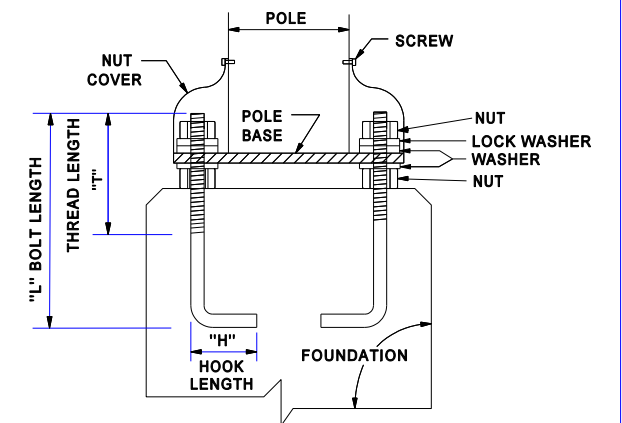 POLE
SCREW
NUT
COVER
POLE
BASE
NUT
LOCK WASHER
WASHER
NUT
"L" BOLT LENGTH
THREAD LENGTH
"T"
"H"
HOOK
LENGTH
FOUNDATION